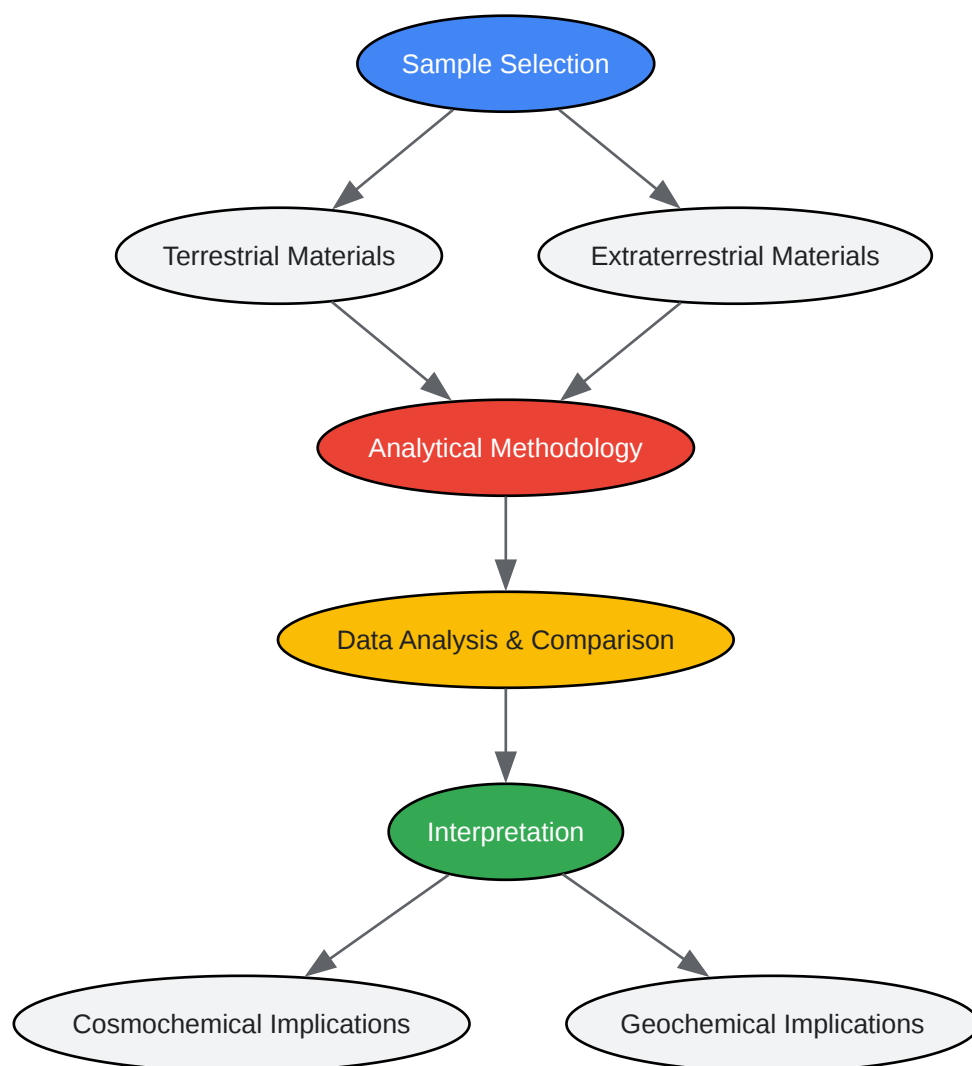 Sample Selection
Terrestrial Materials
Extraterrestrial Materials
Analytical Methodology
Data Analysis & Comparison
Interpretation
Cosmochemical Implications
Geochemical Implications